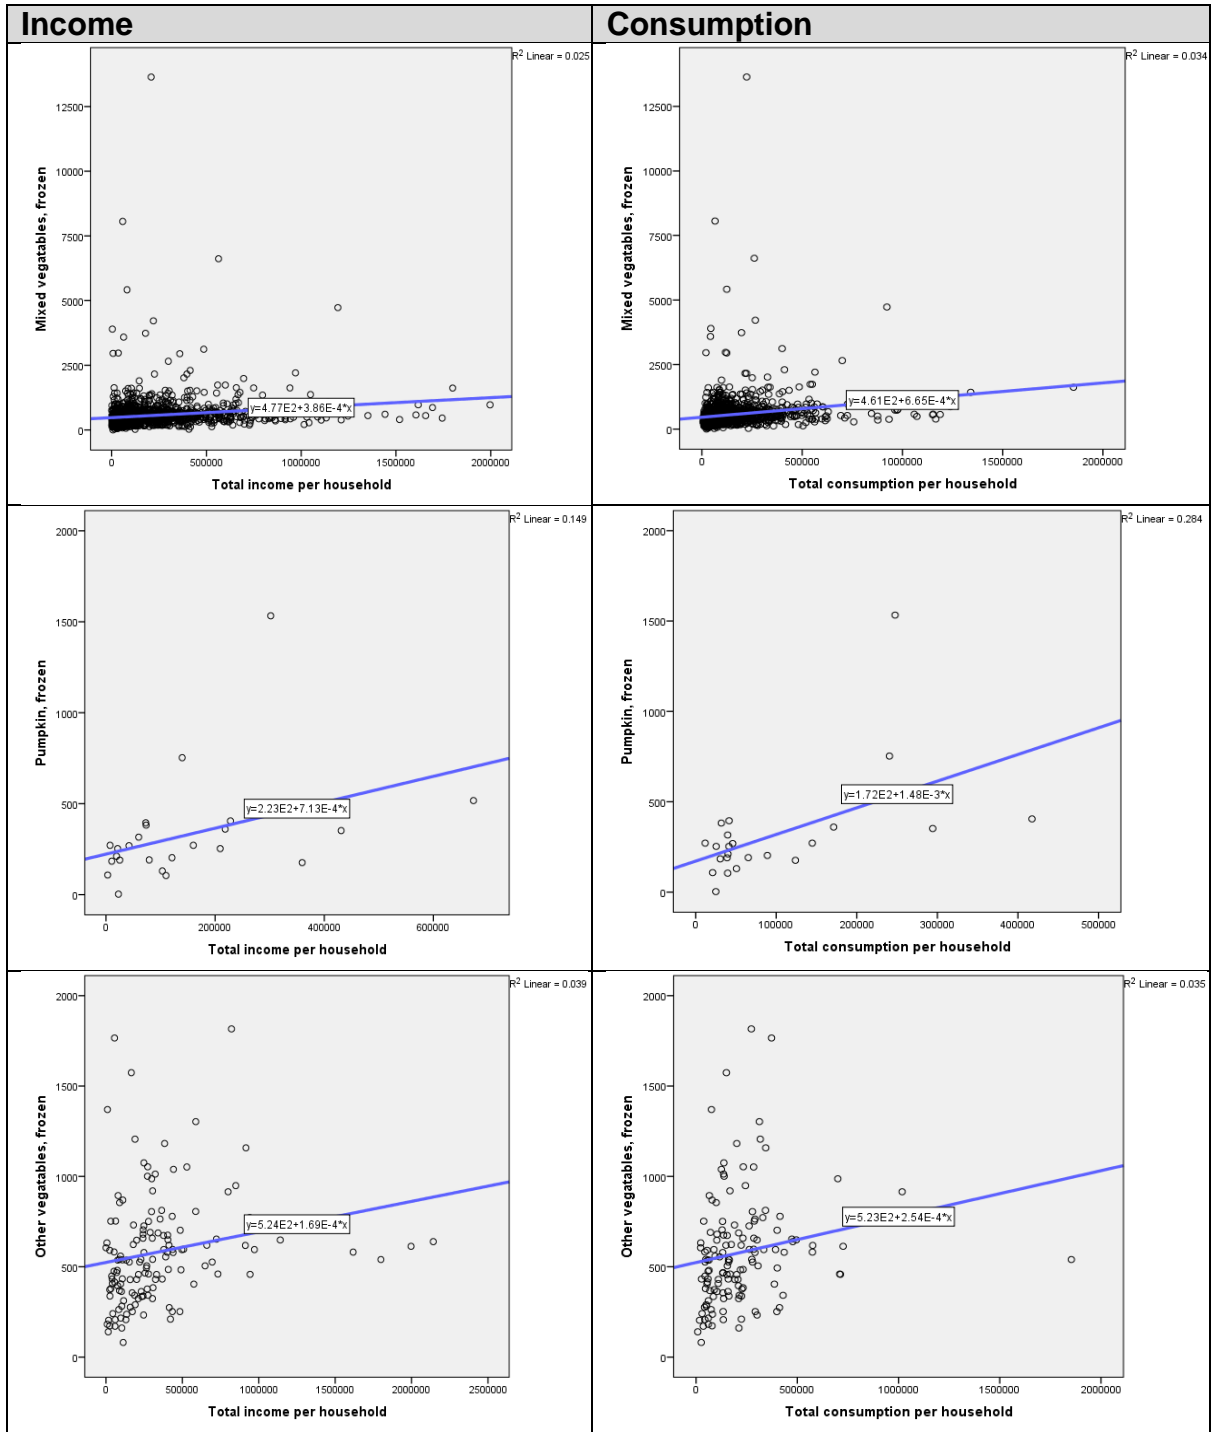 Income
Consumption
R² Linear = 0.025
12500
10000
7500
5000
2500
0
Mixed vegatables, frozen
y=4.77E2+3.86E-4*x
0 500000 1000000 1500000 2000000
Total income per household
R² Linear = 0.034
12500
10000
7500
5000
2500
0
Mixed vegatables, frozen
y=4.61E2+6.65E-4*x
0 500000 1000000 1500000 2000000
Total consumption per household
R² Linear = 0.149
2000
1500
1000
500
0
Pumpkin, frozen
y=2.23E2+7.13E-4*x
0 200000 400000 600000
Total income per household
R² Linear = 0.284
2000
1500
1000
500
0
Pumpkin, frozen
y=1.72E2+1.48E-3*x
0 100000 200000 300000 400000 500000
Total consumption per household
R² Linear = 0.039
2000
1500
1000
500
0
Other vegatables, frozen
y=5.24E2+1.69E-4*x
0 500000 1000000 1500000 2000000 2500000
Total income per household
R² Linear = 0.035
2000
1500
1000
500
0
Other vegatables, frozen
y=5.23E2+2.54E-4*x
0 500000 1000000 1500000 2000000
Total consumption per household